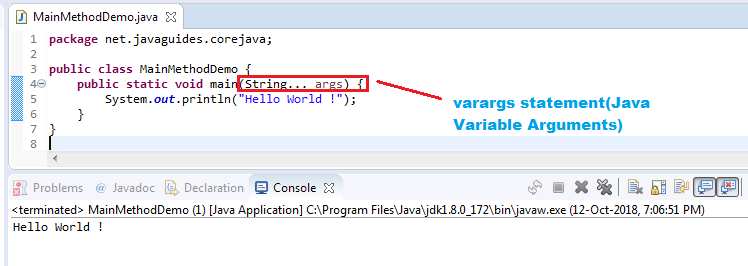 MainMethodDemo.java
1 package net.javaguides.corejava;
2
3 public class MainMethodDemo {
4 public static void main(String... args) {
5 System.out.println("Hello World !");
6 }
7 }
8
varargs statement(Java
Variable Arguments)
Problems @ Javadoc Declaration Console
<terminated> MainMethodDemo (1) [Java Application] C:\Program Files\Java\jdk1.8.0_172\bin\javaw.exe (12-Oct-2018, 7:06:51 PM)
Hello World !